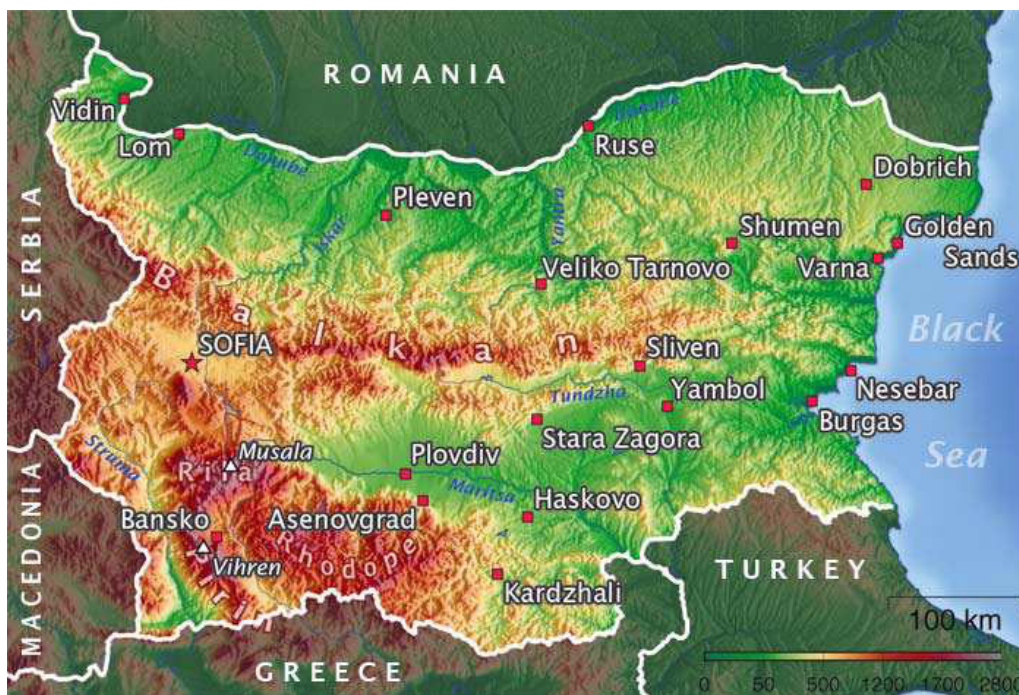 ROMANIA
Vidin
Lom
Danube
Danube
Ruse
Dobrich
Pleven
Iskar
Yantra
Shumen
Golden
Sands
Varna
Veliko Tarnovo
SERBIA
Balkan
SOFIA
Black
Sea
Sliven
Nesebar
Tundzha
Yambol
Burgas
Stara Zagora
Struma
Musala
Rila
Plovdiv
Maritsa
Haskovo
Asenovgrad
Bansko
Rhodope
Vihren
Pirin
Kardzhali
MACEDONIA
TURKEY
GREECE
100 km
0 50 500 1200 1700 2800